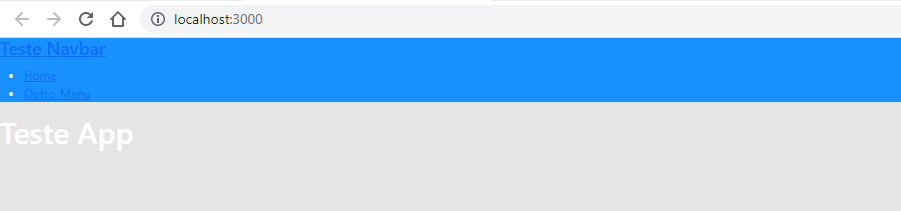 localhost:3000
Teste Navbar
Home
Outro Menu
Teste App